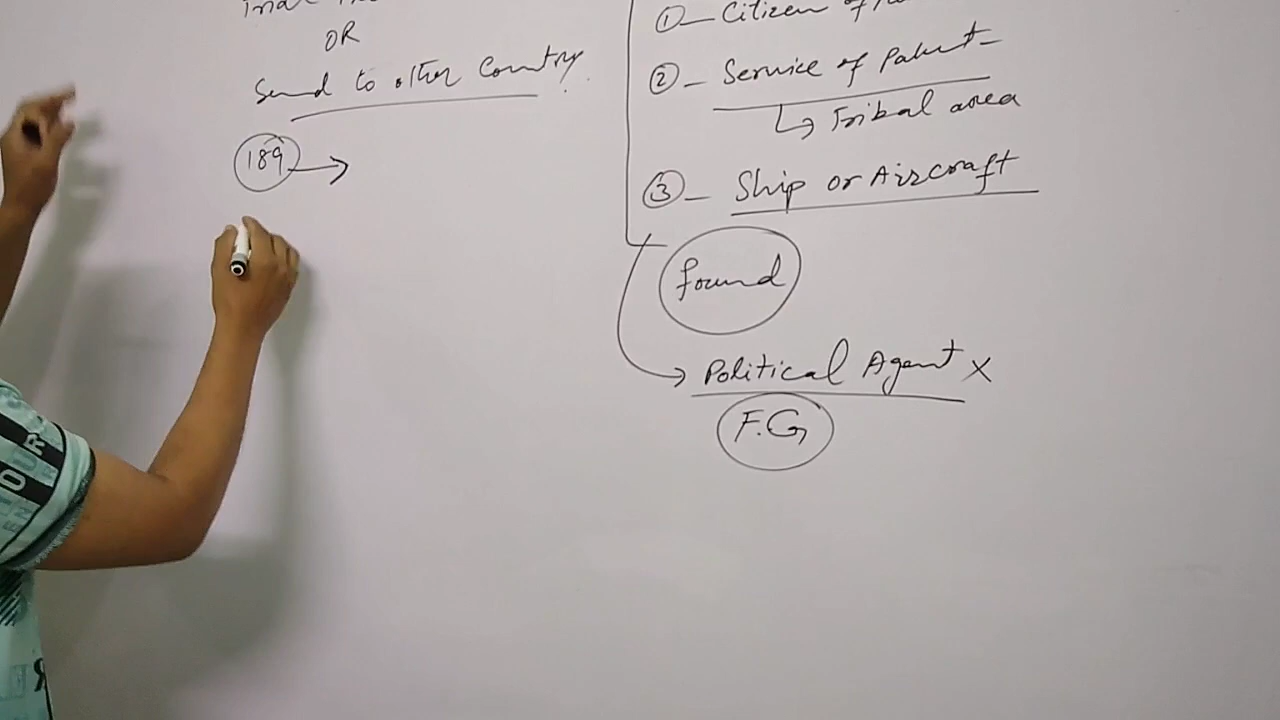 OR
Send to other Country
189 →
① — Citizen of
② - Service of Pakist -
↳ Tribal area
③ - Ship or Aircraft
found
Political Agent x
F.G